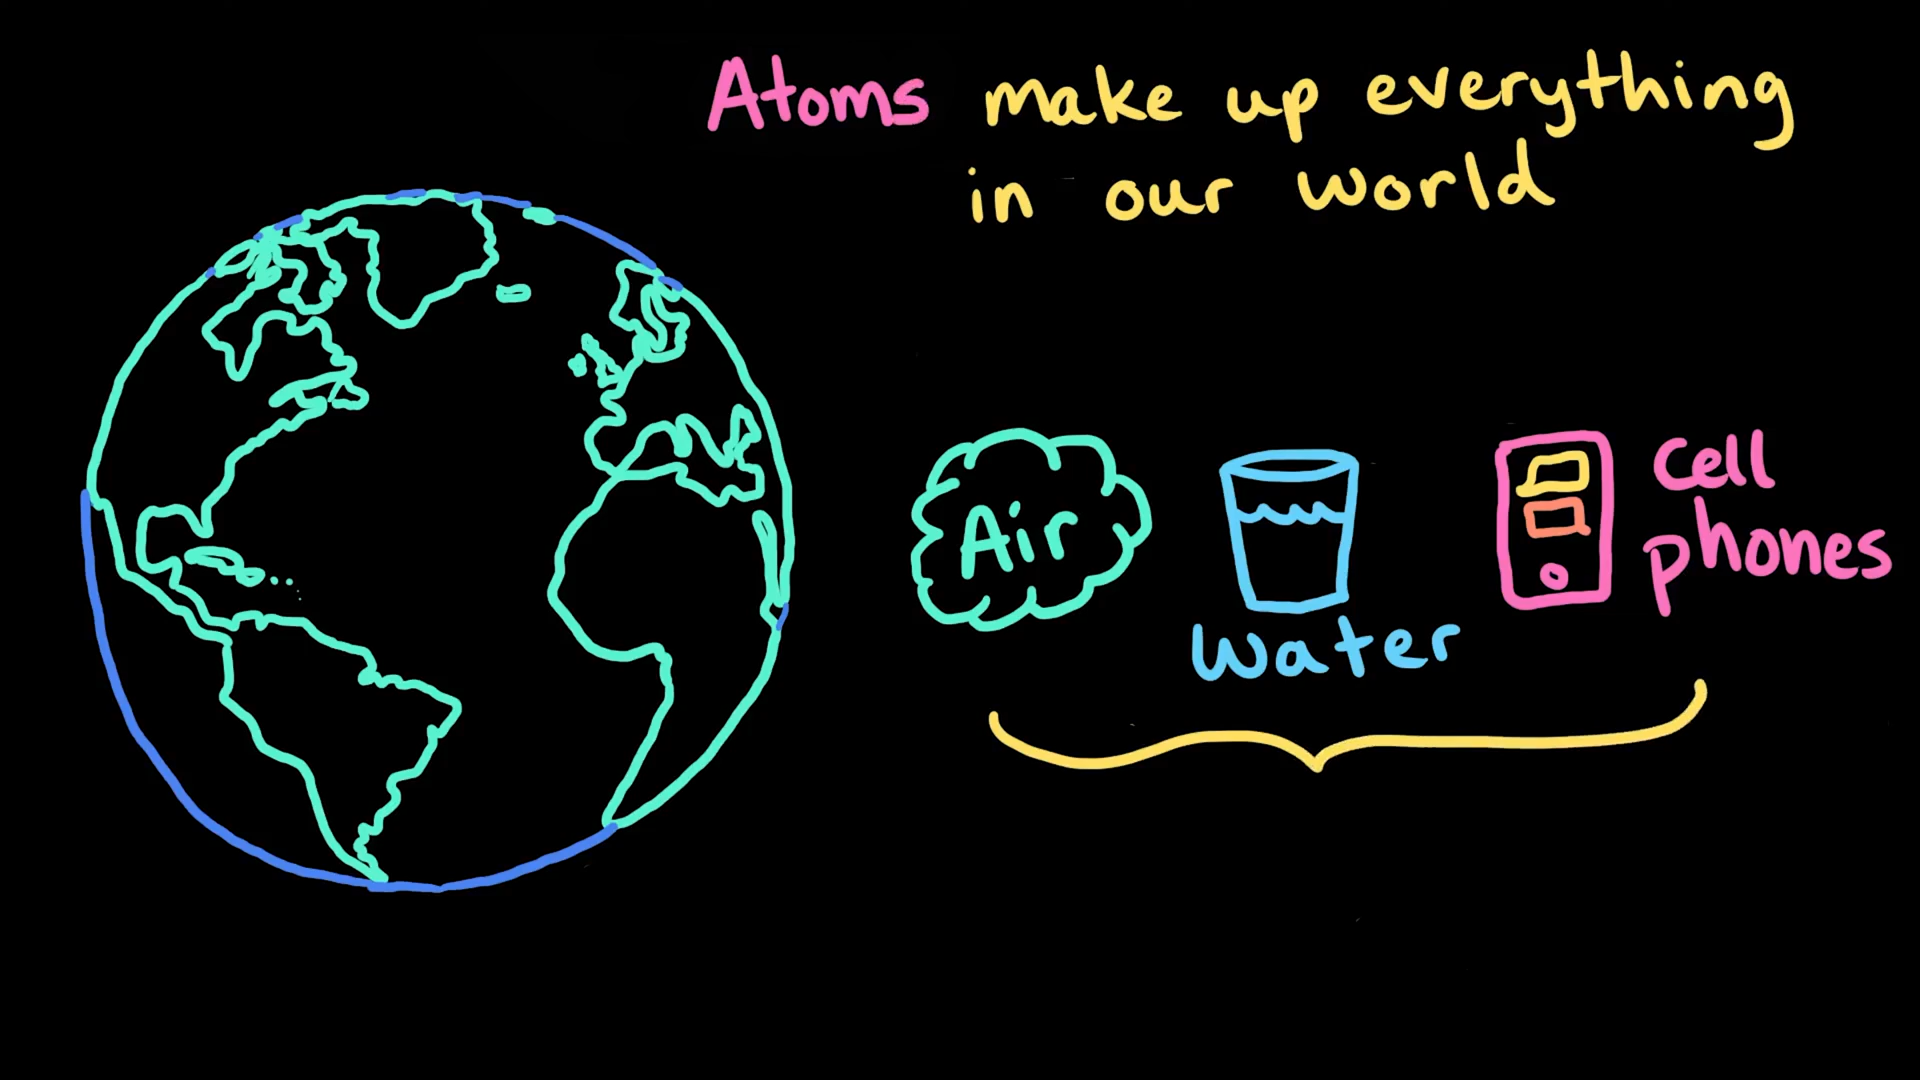 Atoms make up everything
in our world
Air
Water
Cell
phones